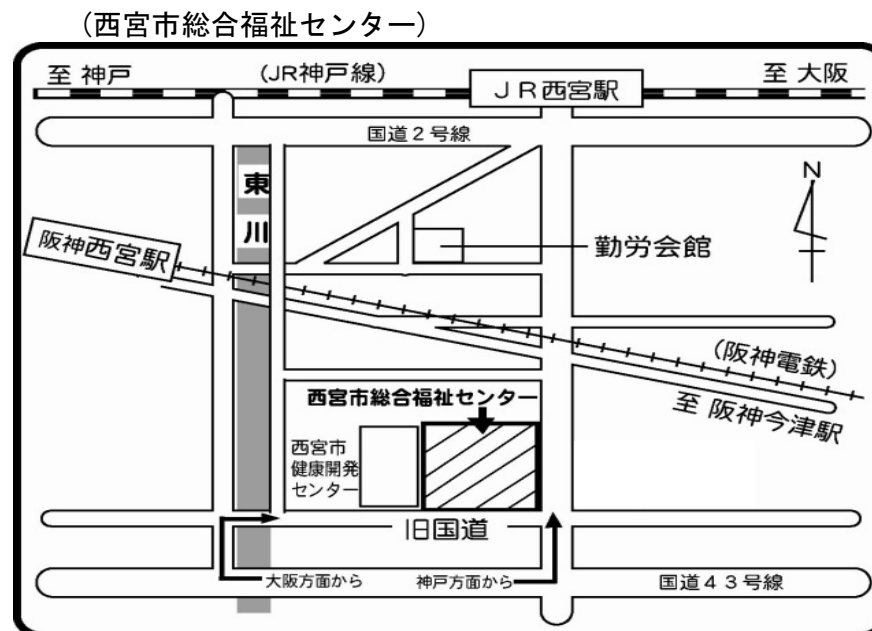 (西宮市総合福祉センター)
至 神戸
(JR神戸線)
JR西宮駅
至 大阪
国道2号線
東川
N
阪神西宮駅
勤労会館
(阪神電鉄)
至 阪神今津駅
西宮市総合福祉センター
西宮市
健康開発
センター
旧国道
大阪方面から
神戸方面から
国道43号線